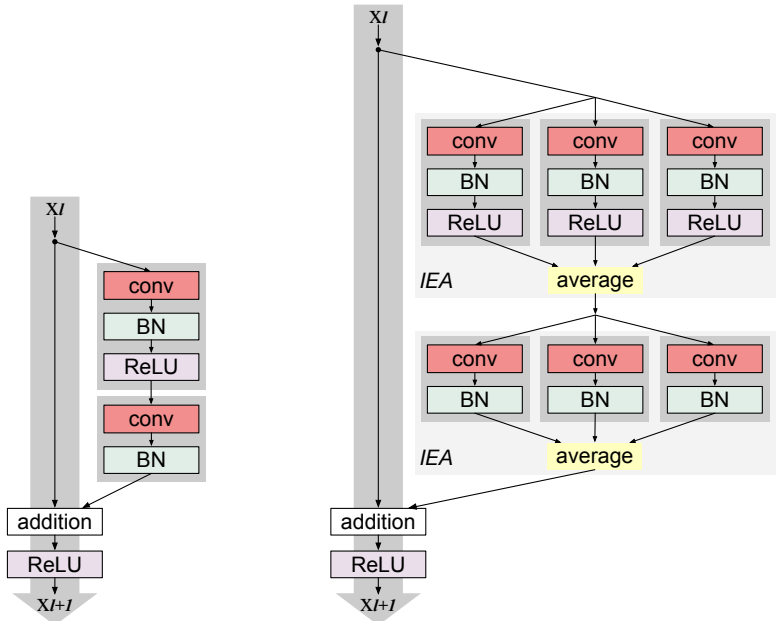 Xl
conv
BN
ReLU
conv
BN
addition
ReLU
Xl+1
Xl
conv conv conv
BN BN BN
ReLU ReLU ReLU
IEA average
conv conv conv
BN BN BN
IEA average
addition
ReLU
Xl+1